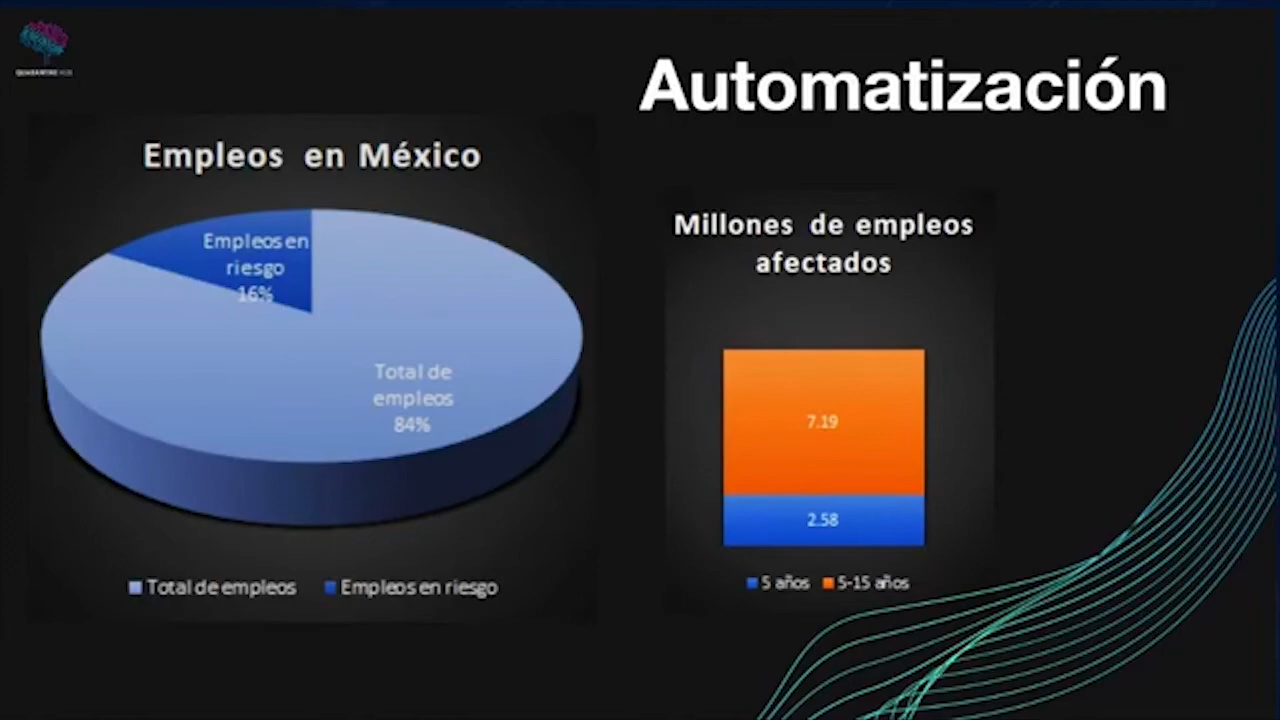 Automatización
Empleos en México
Empleos en
riesgo
16%
Total de
empleos
84%
Total de empleos
Empleos en riesgo
Millones de empleos
afectados
7.19
2.58
5 años
5-15 años